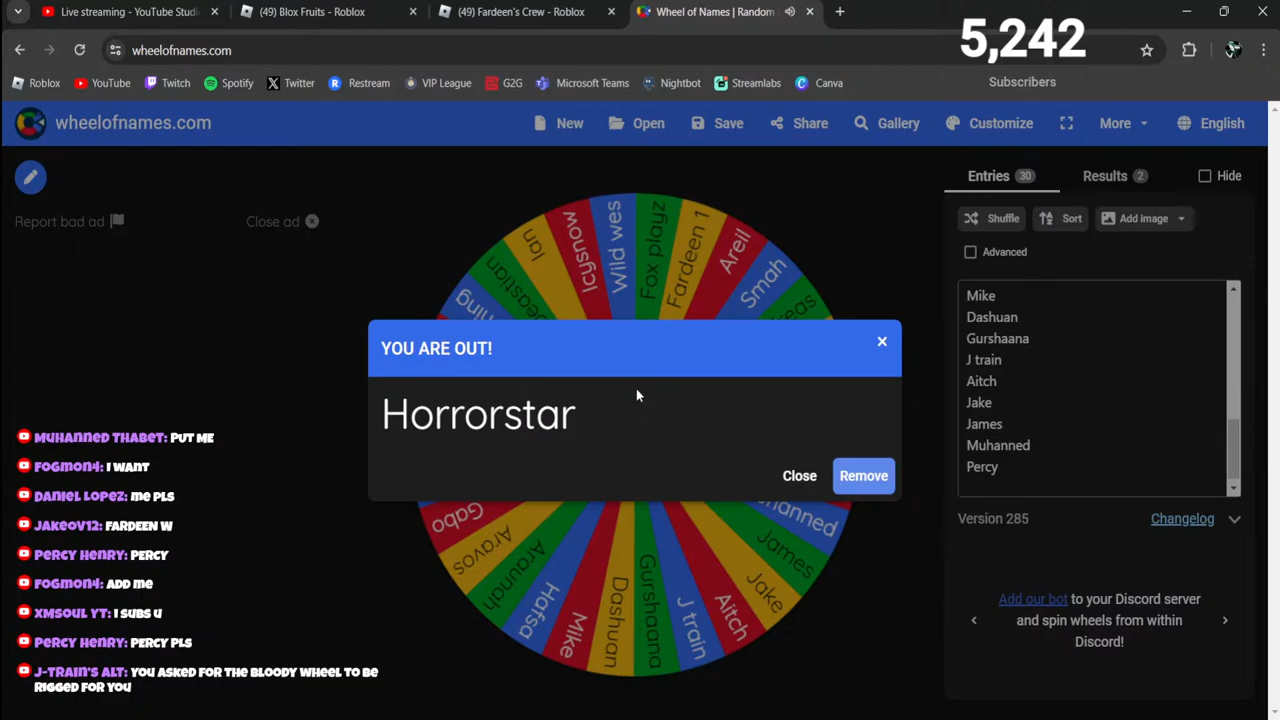 Live streaming - YouTube Studi
(49) Blox Fruits - Roblox
(49) Fardeen's Crew - Roblox
Wheel of Names | Random
wheelofnames.com
5,242
Subscribers
Roblox YouTube Twitch Spotify Twitter Restream VIP League G2G Microsoft Teams Nightbot Streamlabs Canva
wheelofnames.com
New Open Save Share Gallery Customize More English
Report bad ad
Close ad
Entries 30
Results 2
Hide
Shuffle
Sort
Add image
Advanced
Mike
Dashuan
Gurshaana
J train
Aitch
Jake
James
Muhanned
Percy
Version 285
Changelog
Add our bot to your Discord server
and spin wheels from within
Discord!
Ian
Icysnow
Wild wes
Fox playz
Fardeen 1
Areil
Smah
YOU ARE OUT!
Horrorstar
Close
Remove
Gabo
Aravos
Araunah
Hafsa
Mike
Dashuan
Gurshaana
J train
Aitch
Jake
James
MUHANNED THABET: PUT ME
FOGMON4: I WANT
DANIEL LOPEZ: me PLS
JAKEOV12: FARDEEN W
PERCY HENRY: PERCY
FOGMON4: ADD me
XMSOUL YT: I SUBS U
PERCY HENRY: PERCY PLS
J-TRAIN'S ALT: YOU ASKED FOR THE BLOODY WHEEL TO BE
RIGGED FOR YOU